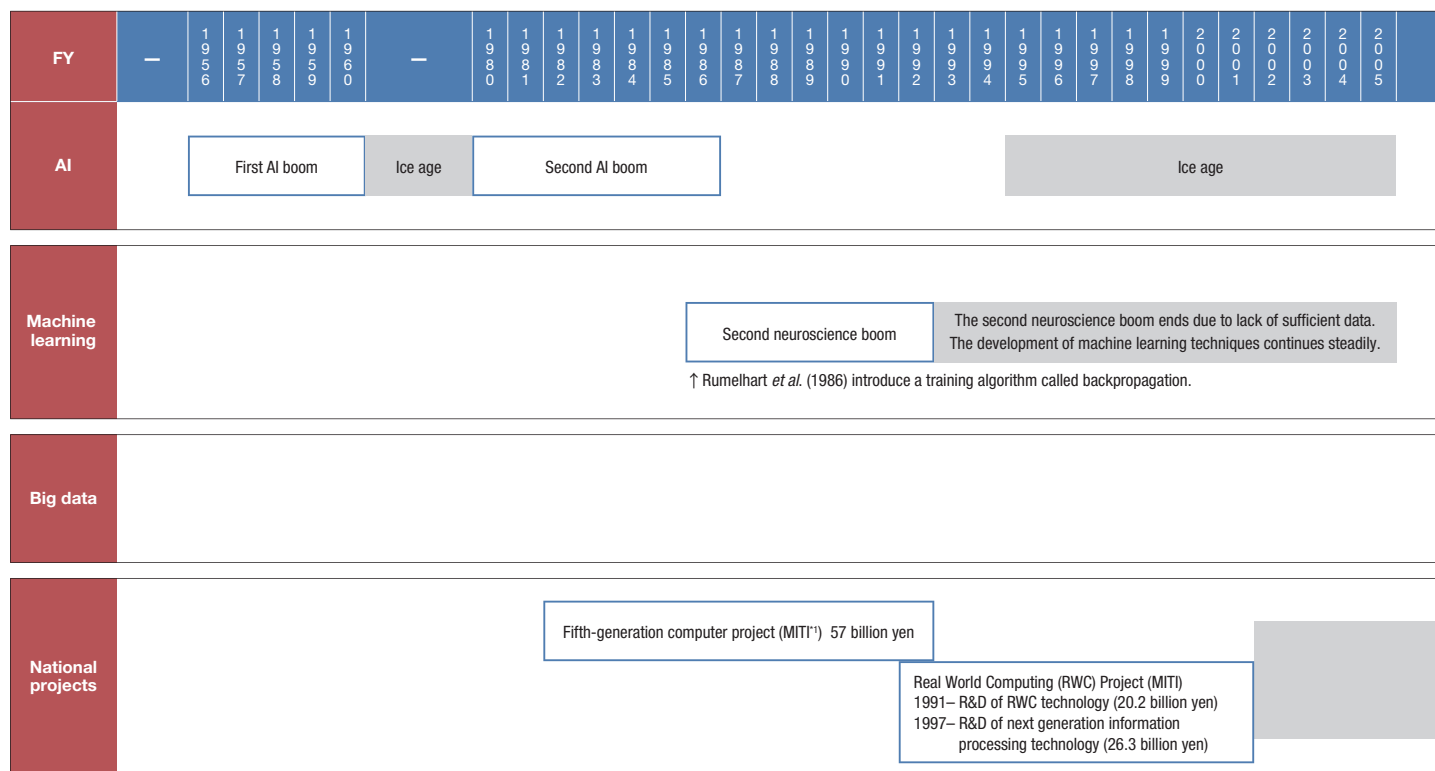 FY
—
1956
1957
1958
1959
1960
—
1980
1981
1982
1983
1984
1985
1986
1987
1988
1989
1990
1991
1992
1993
1994
1995
1996
1997
1998
1999
2000
2001
2002
2003
2004
2005
AI
First AI boom
Ice age
Second AI boom
Ice age
Machine
learning
Second neuroscience boom
The second neuroscience boom ends due to lack of sufficient data.
The development of machine learning techniques continues steadily.
↑ Rumelhart et al. (1986) introduce a training algorithm called backpropagation.
Big data
National
projects
Fifth-generation computer project (MITI*1) 57 billion yen
Real World Computing (RWC) Project (MITI)
1991– R&D of RWC technology (20.2 billion yen)
1997– R&D of next generation information
processing technology (26.3 billion yen)